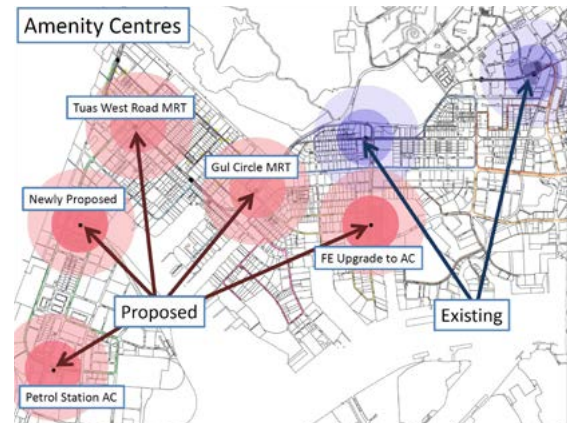 Amenity Centres
Tuas West Road MRT
Gul Circle MRT
Newly Proposed
FE Upgrade to AC
Proposed
Existing
Petrol Station AC